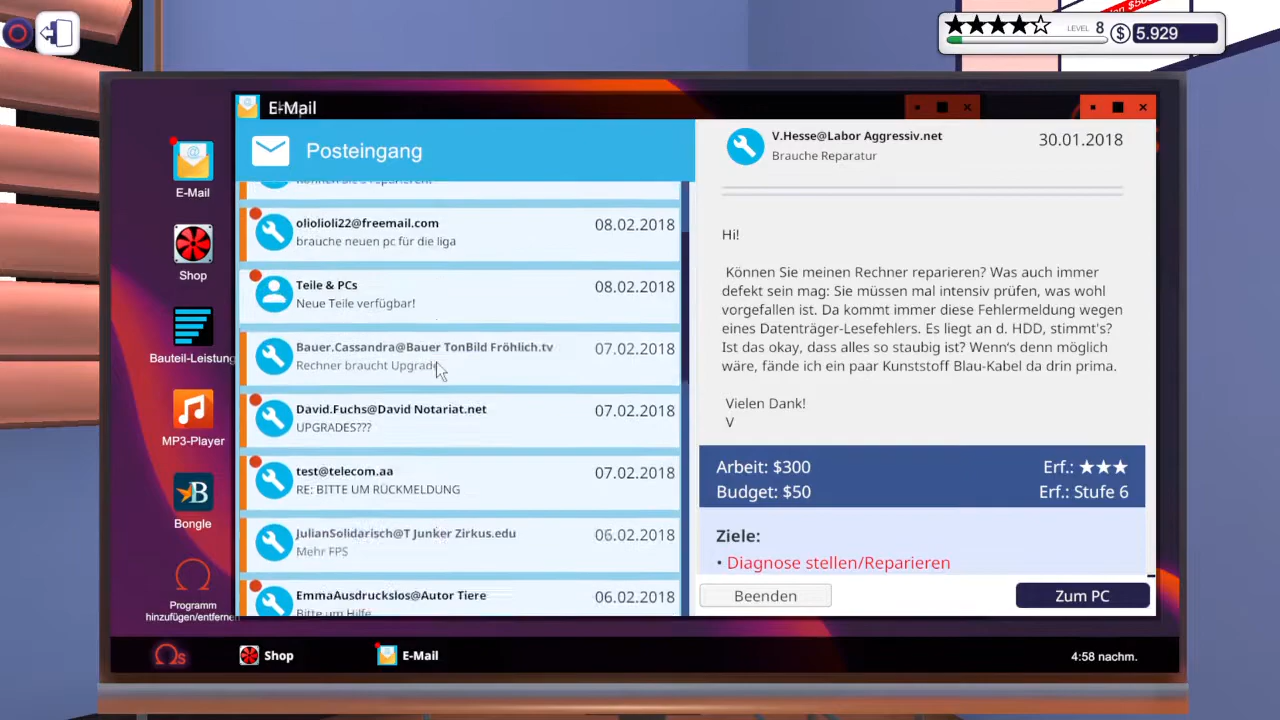 en $50
LEVEL 8
$ 5.929
E-Mail
Posteingang
können Sie's reparieren?
oliolioli22@freemail.com
08.02.2018
brauche neuen pc für die liga
Teile & PCs
08.02.2018
Neue Teile verfügbar!
Bauer.Cassandra@Bauer TonBild Fröhlich.tv
07.02.2018
Rechner braucht Upgrade
David.Fuchs@David Notariat.net
07.02.2018
UPGRADES???
test@telecom.aa
07.02.2018
RE: BITTE UM RÜCKMELDUNG
JulianSolidarisch@T Junker Zirkus.edu
06.02.2018
Mehr FPS
EmmaAusdruckslos@Autor Tiere
06.02.2018
Bitte um Hilfe
V.Hesse@Labor Aggressiv.net
30.01.2018
Brauche Reparatur
Hi!
Können Sie meinen Rechner reparieren? Was auch immer
defekt sein mag: Sie müssen mal intensiv prüfen, was wohl
vorgefallen ist. Da kommt immer diese Fehlermeldung wegen
eines Datenträger-Lesefehlers. Es liegt an d. HDD, stimmt's?
Ist das okay, dass alles so staubig ist? Wenn's denn möglich
wäre, fände ich ein paar Kunststoff Blau-Kabel da drin prima.
Vielen Dank!
V
Arbeit: $300
Erf.: ★★★
Budget: $50
Erf.: Stufe 6
Ziele:
• Diagnose stellen/Reparieren
Beenden
Zum PC
E-Mail
Shop
Bauteil-Leistung
MP3-Player
Bongle
Programm
hinzufügen/entferne
Shop
E-Mail
4:58 nachm.